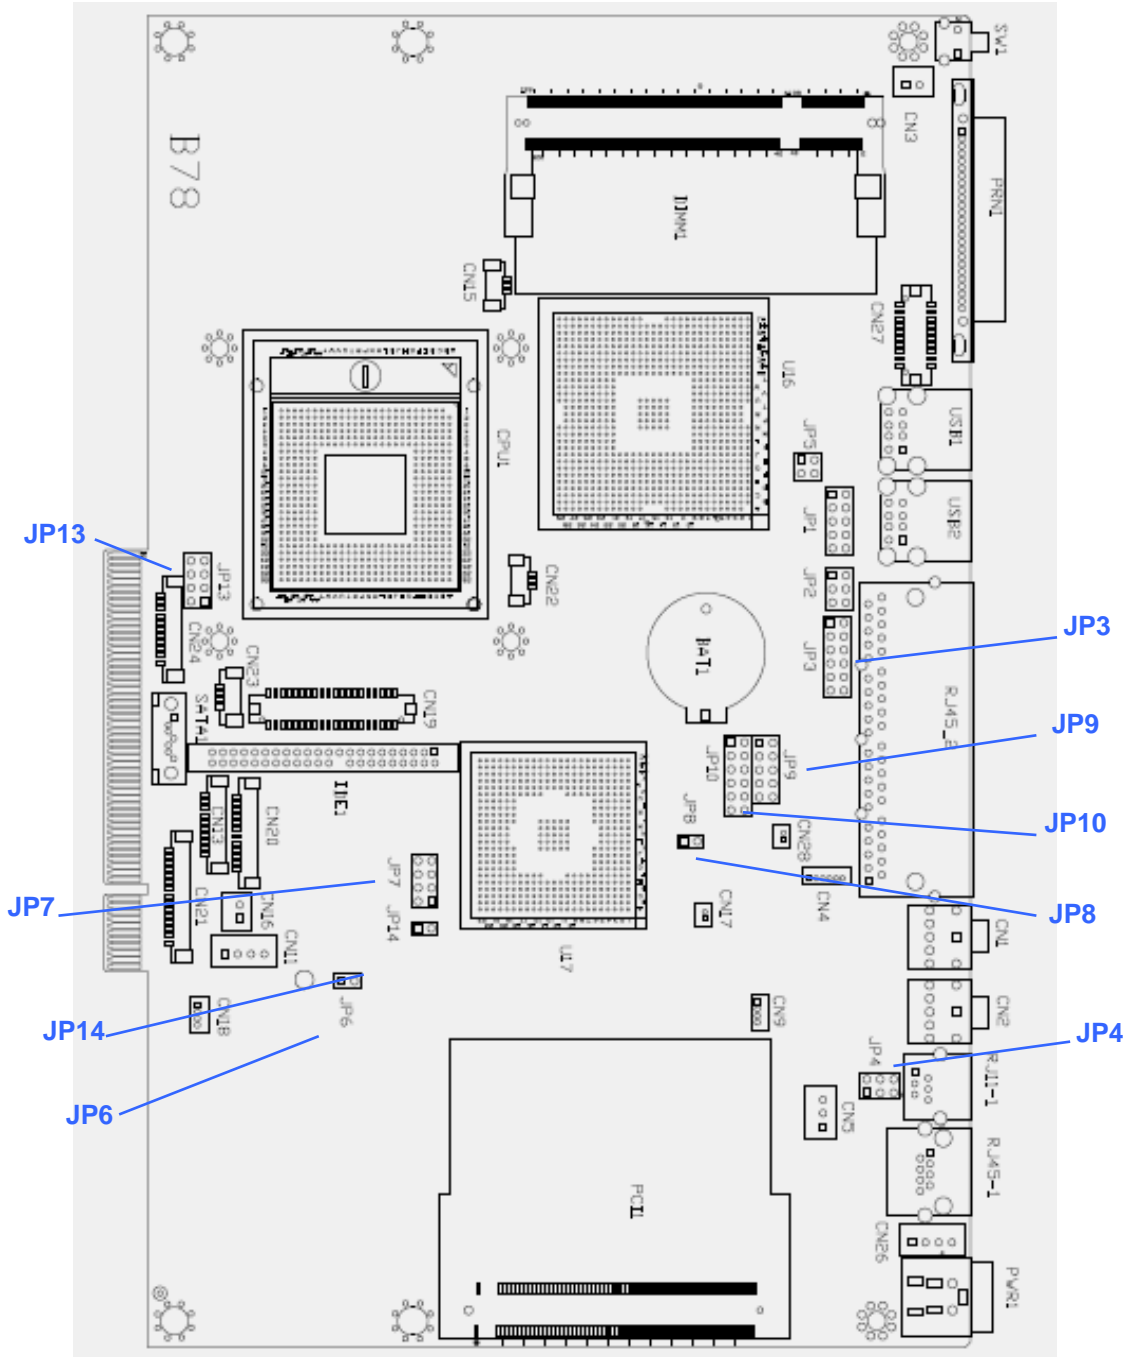 SW1
CN3
B78
PRN1
DIMM1
CN15
CN27
U16
USB1
CPU1
JP5
USB2
JP1
JP13
JP13
CN22
JP2
CN24
BAT1
JP3
JP3
CN23
CN19
RJ45_2
SATA1
JP10
JP9
JP9
IDE1
JP8
JP10
CN13
CN20
CN28
JP7
JP7
CN21
CN16
CN4
JP8
JP14
CN17
CN11
U17
CN1
JP6
CN18
CN9
CN2
JP14
JP4
JP4
RJ11-1
JP6
CN5
RJ45-1
PCI1
CN26
PWR1